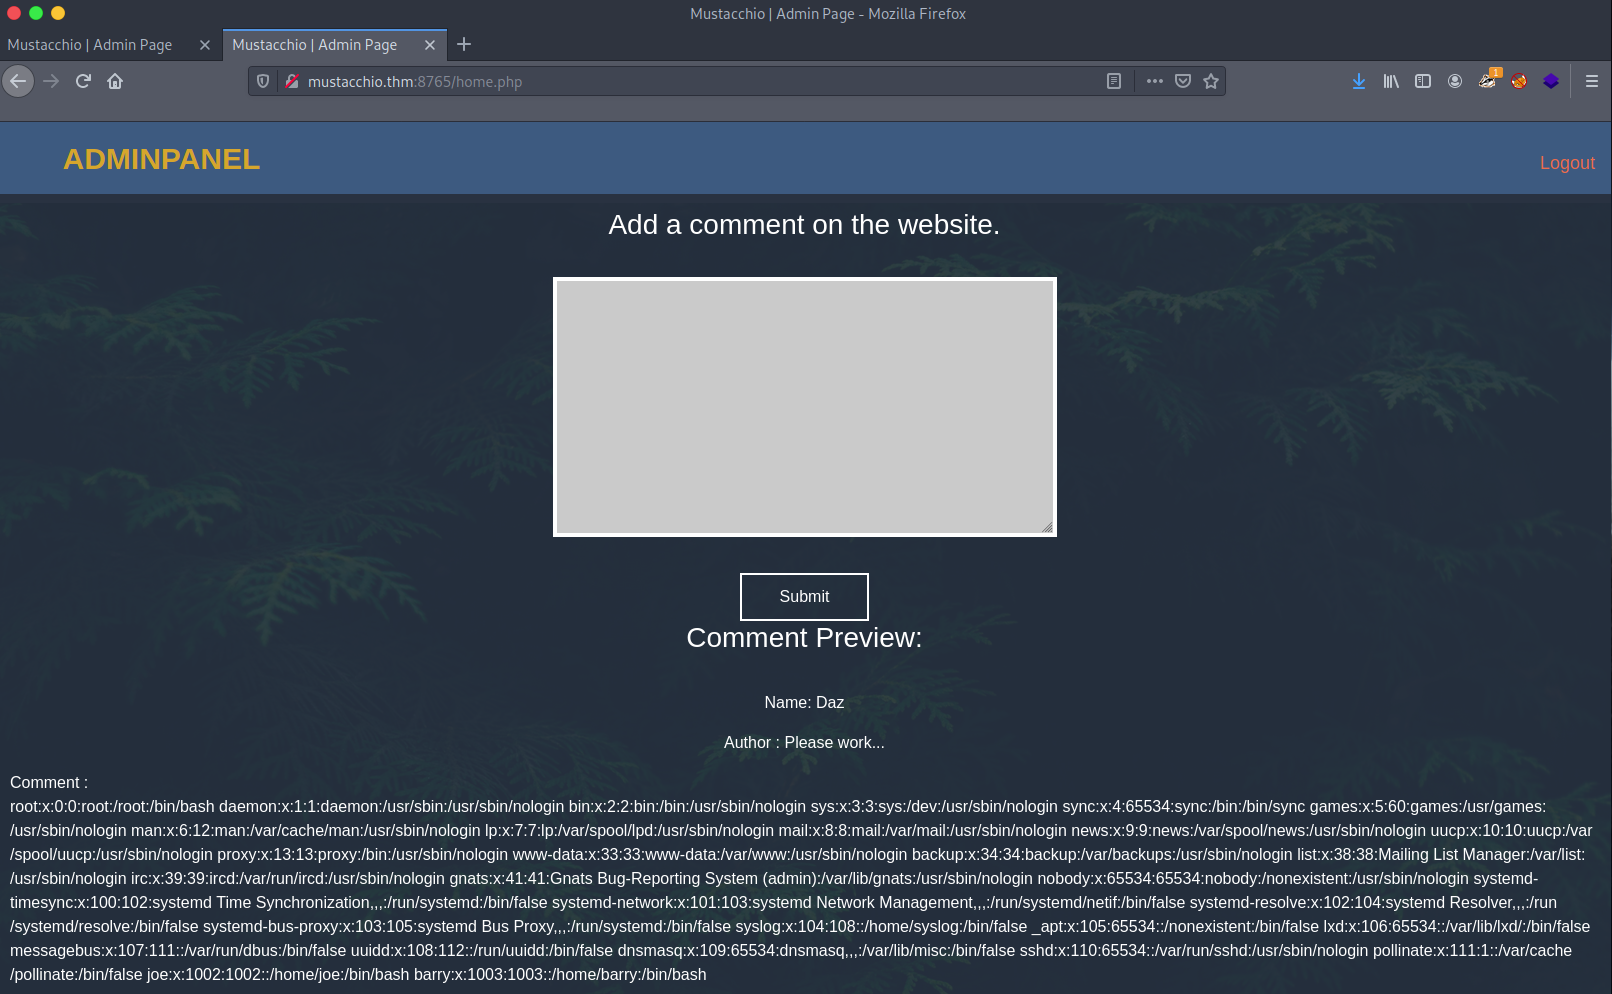 Mustacchio | Admin Page - Mozilla Firefox
Mustacchio | Admin Page
Mustacchio | Admin Page
mustacchio.thm:8765/home.php
1
ADMINPANEL
Logout
Add a comment on the website.
Submit
Comment Preview:
Name: Daz
Author : Please work...
Comment :
root:x:0:0:root:/root:/bin/bash daemon:x:1:1:daemon:/usr/sbin:/usr/sbin/nologin bin:x:2:2:bin:/bin:/usr/sbin/nologin sys:x:3:3:sys:/dev:/usr/sbin/nologin sync:x:4:65534:sync:/bin:/bin/sync games:x:5:60:games:/usr/games:
/usr/sbin/nologin man:x:6:12:man:/var/cache/man:/usr/sbin/nologin lp:x:7:7:lp:/var/spool/lpd:/usr/sbin/nologin mail:x:8:8:mail:/var/mail:/usr/sbin/nologin news:x:9:9:news:/var/spool/news:/usr/sbin/nologin uucp:x:10:10:uucp:/var
/spool/uucp:/usr/sbin/nologin proxy:x:13:13:proxy:/bin:/usr/sbin/nologin www-data:x:33:33:www-data:/var/www:/usr/sbin/nologin backup:x:34:34:backup:/var/backups:/usr/sbin/nologin list:x:38:38:Mailing List Manager:/var/list:
/usr/sbin/nologin irc:x:39:39:ircd:/var/run/ircd:/usr/sbin/nologin gnats:x:41:41:Gnats Bug-Reporting System (admin):/var/lib/gnats:/usr/sbin/nologin nobody:x:65534:65534:nobody:/nonexistent:/usr/sbin/nologin systemd-
timesync:x:100:102:systemd Time Synchronization,,,:/run/systemd:/bin/false systemd-network:x:101:103:systemd Network Management,,,:/run/systemd/netif:/bin/false systemd-resolve:x:102:104:systemd Resolver,,,:/run
/systemd/resolve:/bin/false systemd-bus-proxy:x:103:105:systemd Bus Proxy,,,:/run/systemd:/bin/false syslog:x:104:108::/home/syslog:/bin/false _apt:x:105:65534::/nonexistent:/bin/false lxd:x:106:65534::/var/lib/lxd/:/bin/false
messagebus:x:107:111::/var/run/dbus:/bin/false uuidd:x:108:112::/run/uuidd:/bin/false dnsmasq:x:109:65534:dnsmasq,,,:/var/lib/misc:/bin/false sshd:x:110:65534::/var/run/sshd:/usr/sbin/nologin pollinate:x:111:1::/var/cache
/pollinate:/bin/false joe:x:1002:1002::/home/joe:/bin/bash barry:x:1003:1003::/home/barry:/bin/bash